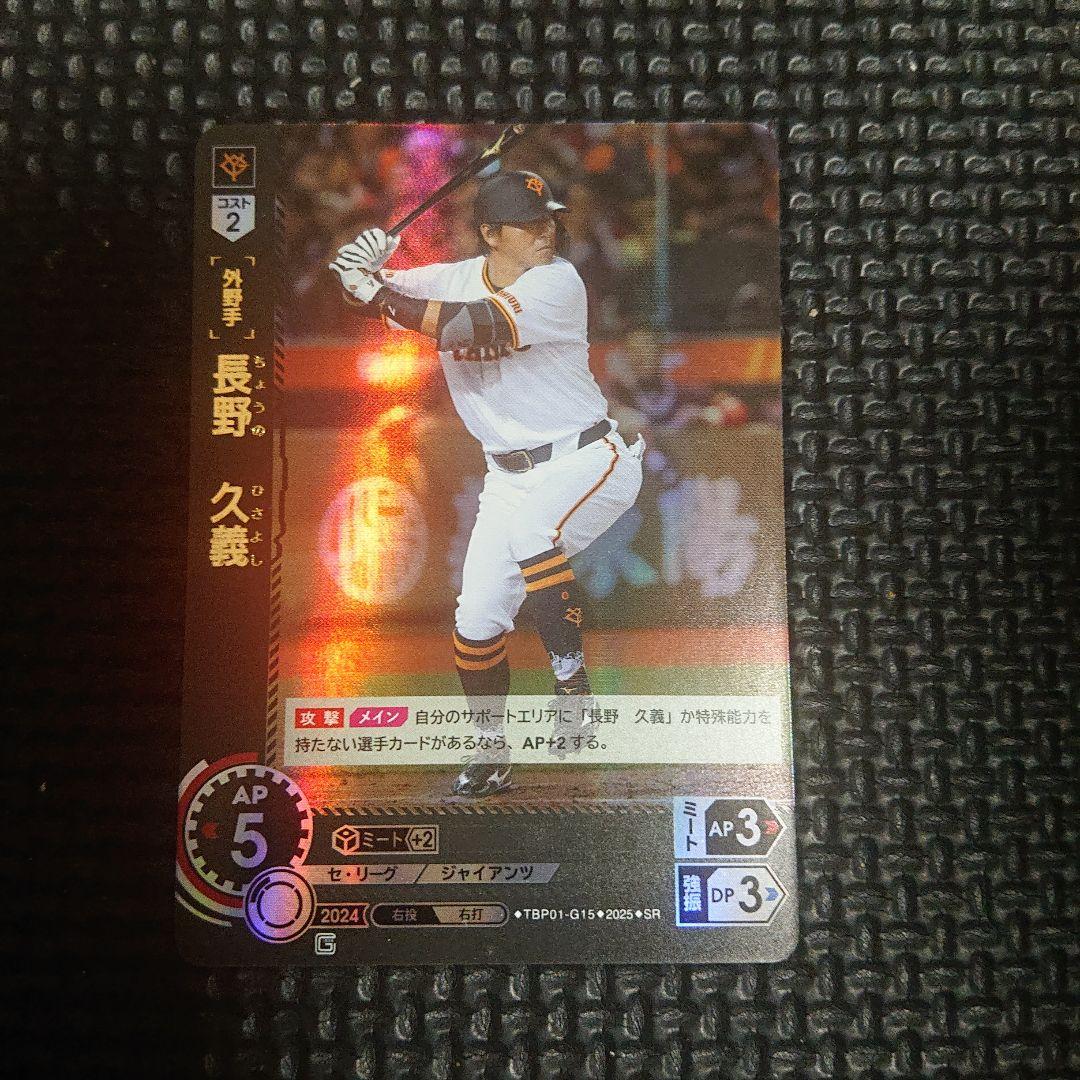 コスト
2
外野手
長野 久義
ちょうの ひさよし
攻撃 メイン 自分のサポートエリアに「長野 久義」か特殊能力を
持たない選手カードがあるなら、AP+2する。
AP
5
ミート +2
ミート AP 3
強振 DP 3
セ・リーグ / ジャイアンツ
2024 右投 右打 ◆TBP01-G15◆2025◆SR
G